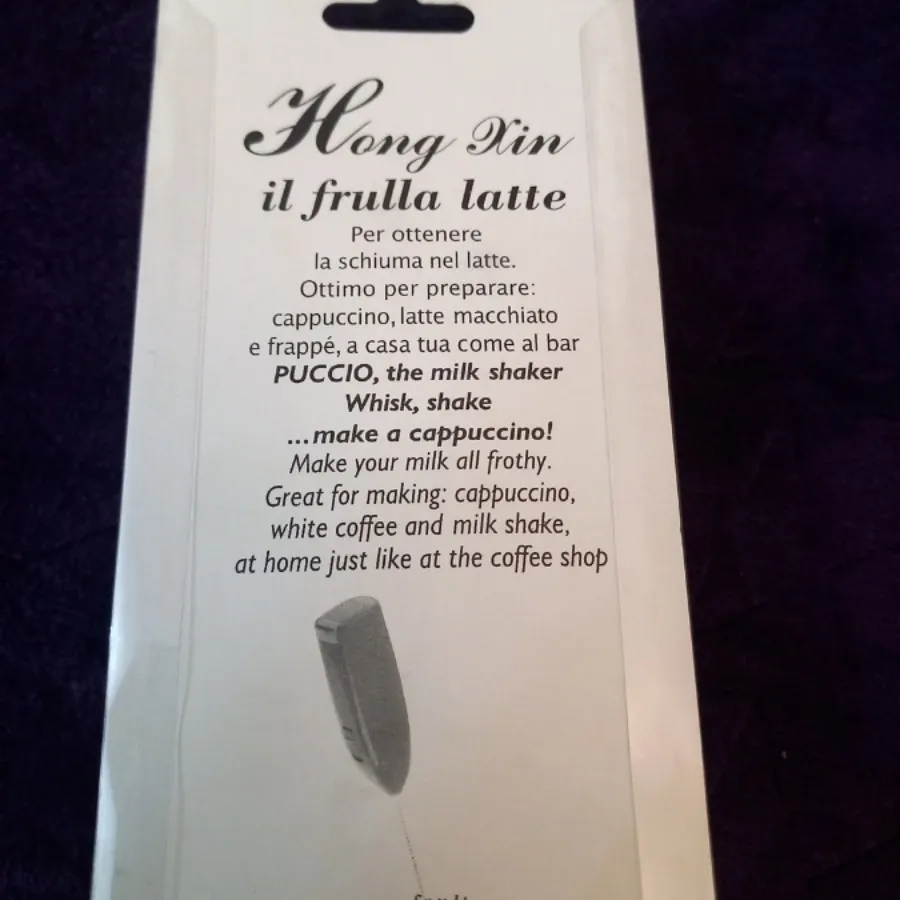 Hong Xin
il frulla latte
Per ottenere
la schiuma nel latte.
Ottimo per preparare:
cappuccino, latte macchiato
e frappé, a casa tua come al bar
PUCCIO, the milk shaker
Whisk, shake
...make a cappuccino!
Make your milk all frothy.
Great for making: cappuccino,
white coffee and milk shake,
at home just like at the coffee shop